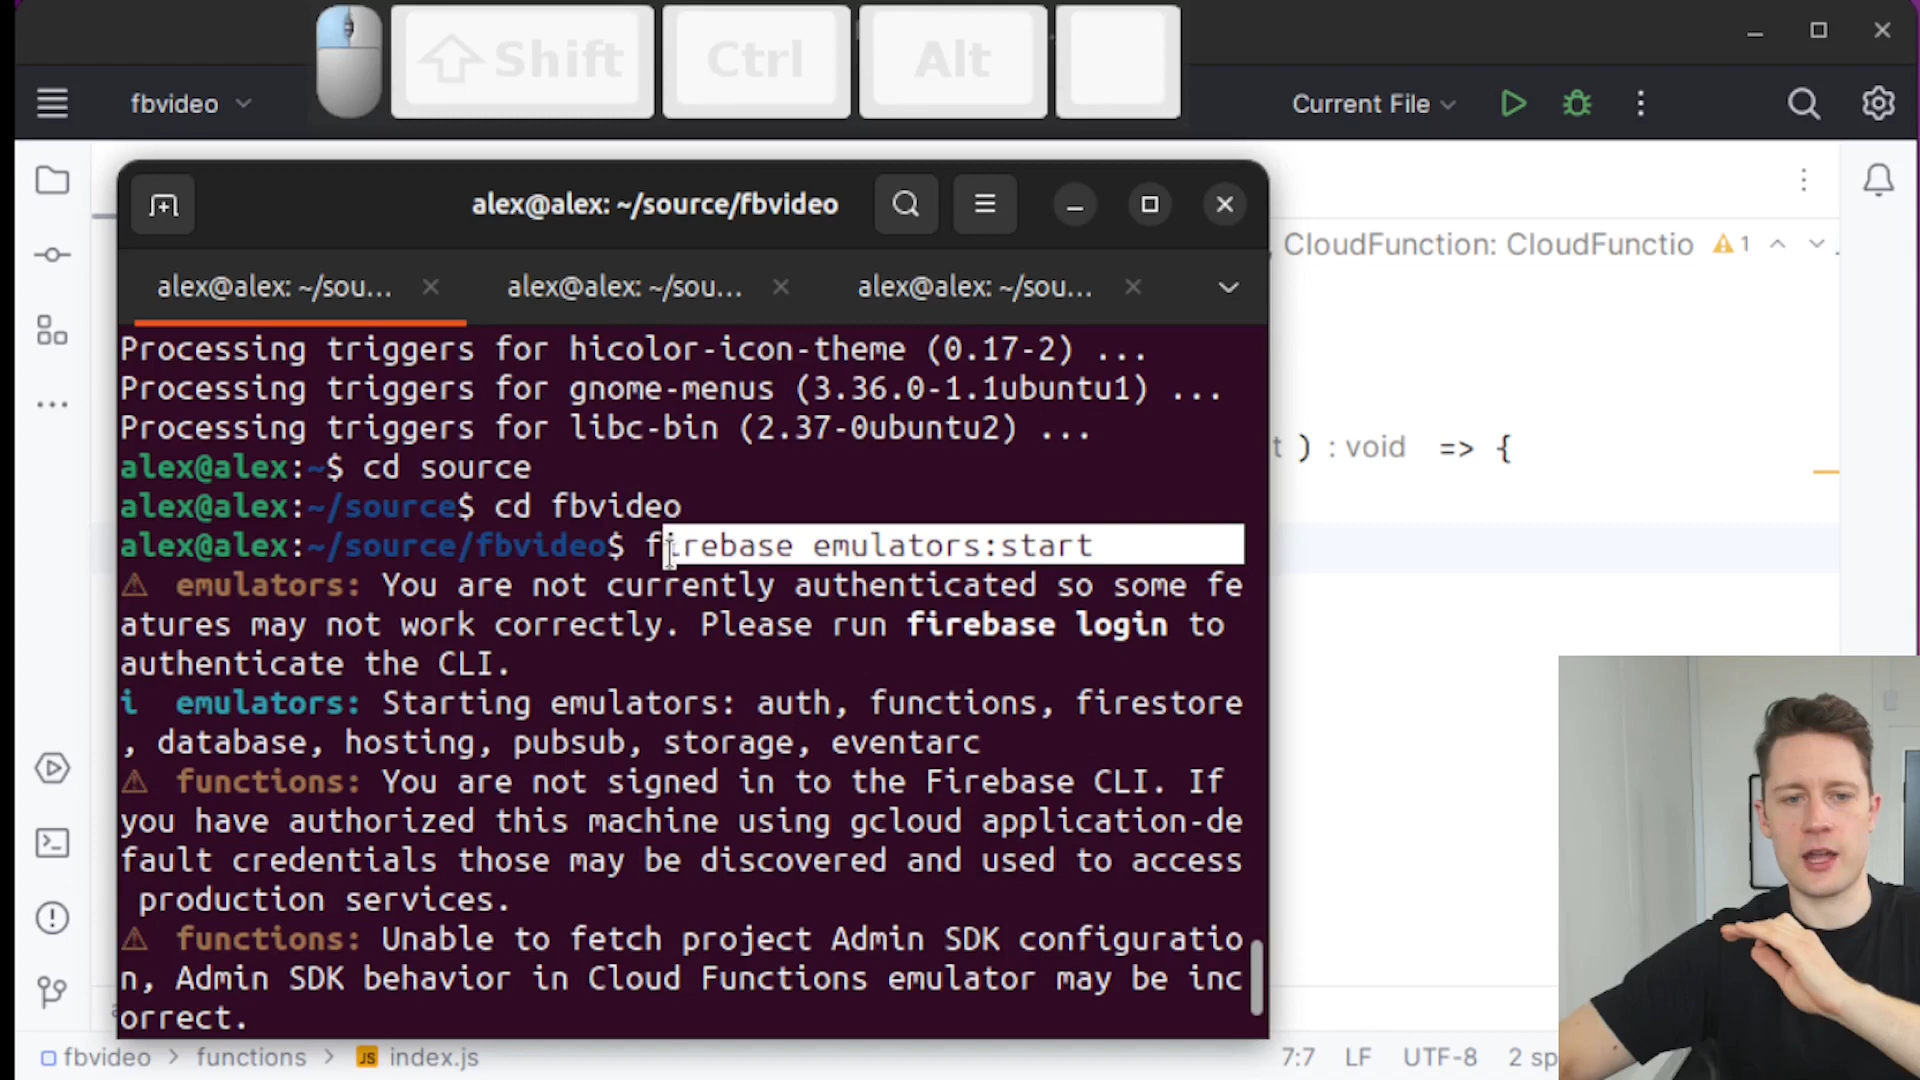 Shift
Ctrl
Alt
fbvideo
Current File
alex@alex: ~/source/fbvideo
CloudFunction: CloudFunctio
1
alex@alex: ~/sou...
alex@alex: ~/sou...
alex@alex: ~/sou...
Processing triggers for hicolor-icon-theme (0.17-2) ...
Processing triggers for gnome-menus (3.36.0-1.1ubuntu1) ...
Processing triggers for libc-bin (2.37-0ubuntu2) ...
alex@alex:~$ cd source
t ) : void => {
alex@alex:~/source$ cd fbvideo
alex@alex:~/source/fbvideo$ firebase emulators:start
⚠ emulators: You are not currently authenticated so some fe
atures may not work correctly. Please run firebase login to
authenticate the CLI.
i emulators: Starting emulators: auth, functions, firestore
, database, hosting, pubsub, storage, eventarc
⚠ functions: You are not signed in to the Firebase CLI. If
you have authorized this machine using gcloud application-de
fault credentials those may be discovered and used to access
production services.
⚠ functions: Unable to fetch project Admin SDK configuratio
n, Admin SDK behavior in Cloud Functions emulator may be inc
orrect.
fbvideo > functions > JS index.js
7:7 LF UTF-8 2 sp